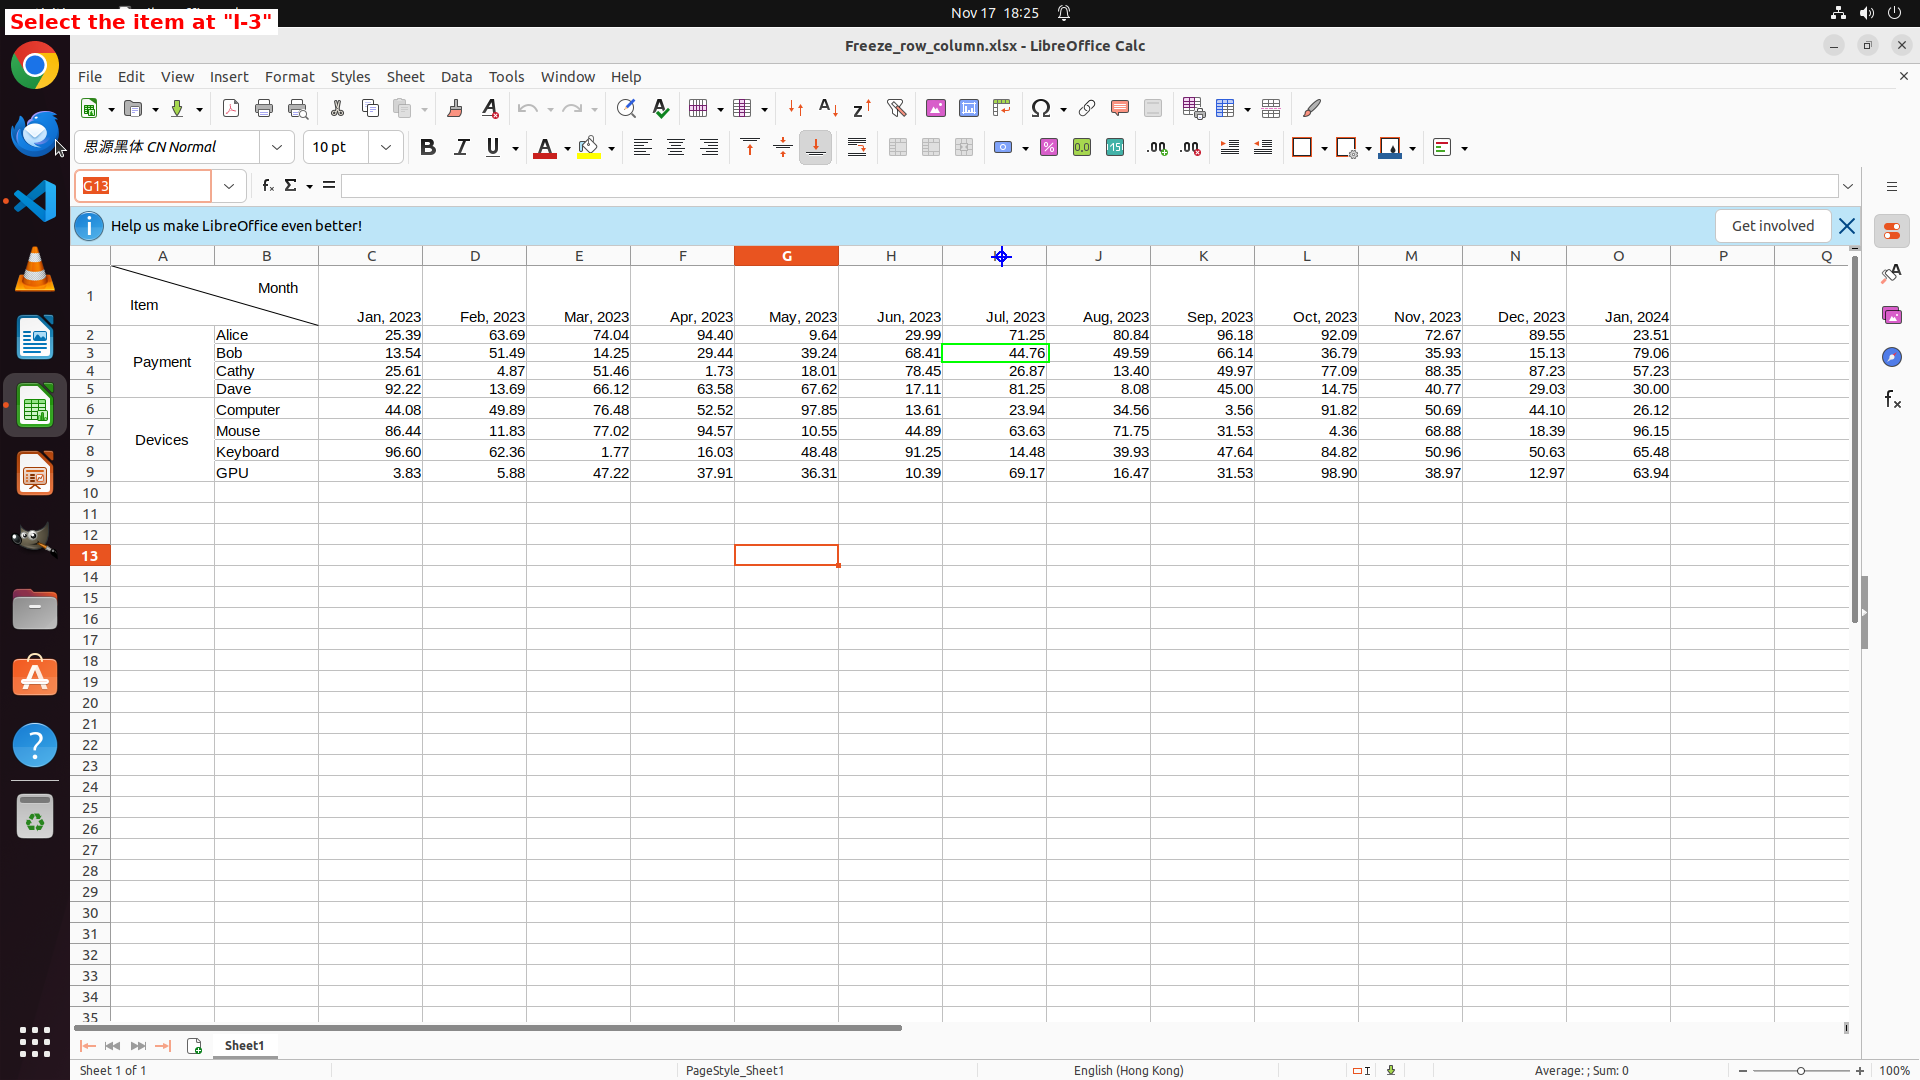 Select the item at "I-3"
Nov 17 18:25
Freeze_row_column.xlsx - LibreOffice Calc
File Edit View Insert Format Styles Sheet Data Tools Window Help
思源黑体 CN Normal 10 pt
G13
Help us make LibreOffice even better! Get involved
A B C D E F G H J K L M N O P Q
1 Month
Item
Jan, 2023 Feb, 2023 Mar, 2023 Apr, 2023 May, 2023 Jun, 2023 Jul, 2023 Aug, 2023 Sep, 2023 Oct, 2023 Nov, 2023 Dec, 2023 Jan, 2024
2 Alice 25.39 63.69 74.04 94.40 9.64 29.99 71.25 80.84 96.18 92.09 72.67 89.55 23.51
3 Bob 13.54 51.49 14.25 29.44 39.24 68.41 44.76 49.59 66.14 36.79 35.93 15.13 79.06
Payment
4 Cathy 25.61 4.87 51.46 1.73 18.01 78.45 26.87 13.40 49.97 77.09 88.35 87.23 57.23
5 Dave 92.22 13.69 66.12 63.58 67.62 17.11 81.25 8.08 45.00 14.75 40.77 29.03 30.00
6 Computer 44.08 49.89 76.48 52.52 97.85 13.61 23.94 34.56 3.56 91.82 50.69 44.10 26.12
7 Mouse 86.44 11.83 77.02 94.57 10.55 44.89 63.63 71.75 31.53 4.36 68.88 18.39 96.15
Devices
8 Keyboard 96.60 62.36 1.77 16.03 48.48 91.25 14.48 39.93 47.64 84.82 50.96 50.63 65.48
9 GPU 3.83 5.88 47.22 37.91 36.31 10.39 69.17 16.47 31.53 98.90 38.97 12.97 63.94
10
11
12
13
14
15
16
17
18
19
20
21
22
23
24
25
26
27
28
29
30
31
32
33
34
35
Sheet1
Sheet 1 of 1 PageStyle_Sheet1 English (Hong Kong) Average: ; Sum: 0 100%